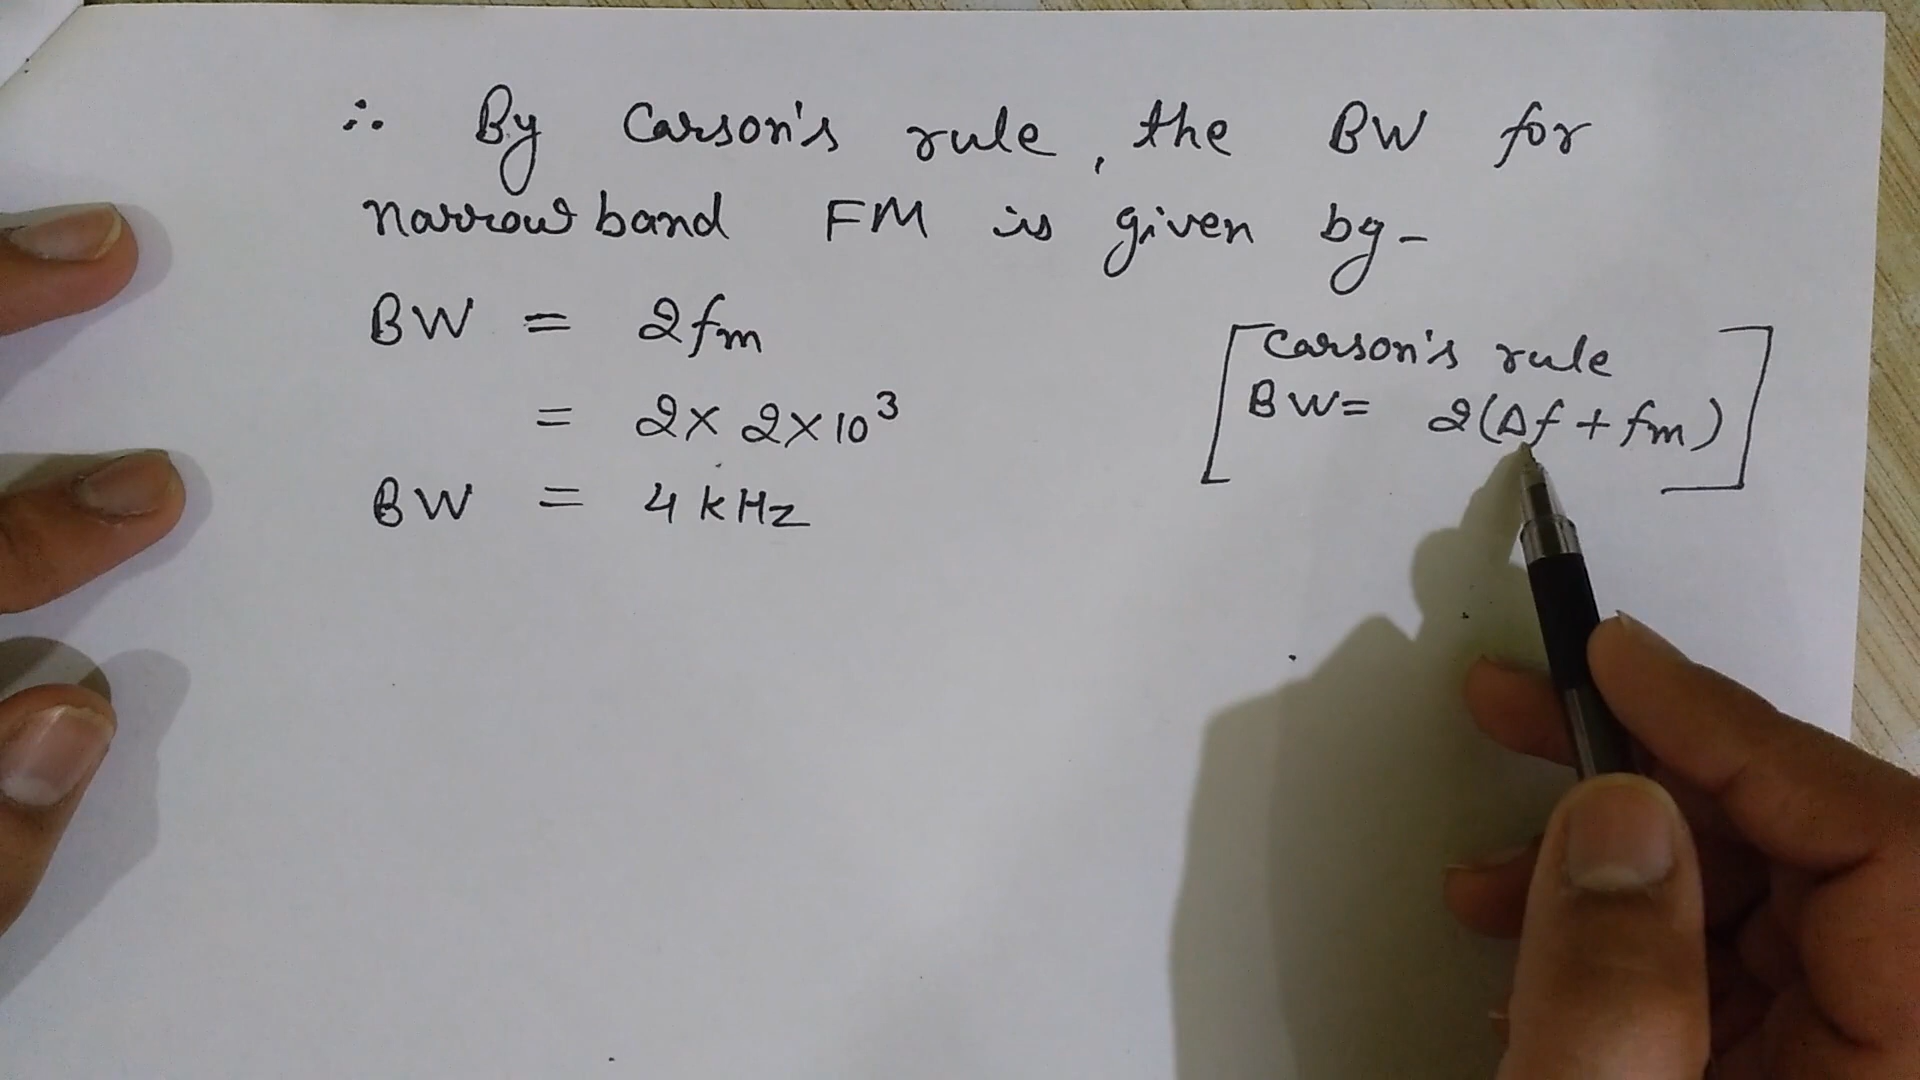 ∴ By Carson's rule, the BW for
narrow band FM is given by-
BW = 2fm
= 2 × 2 × 10³
BW = 4 kHz
[Carson's rule
BW= 2(Δf + fm)]